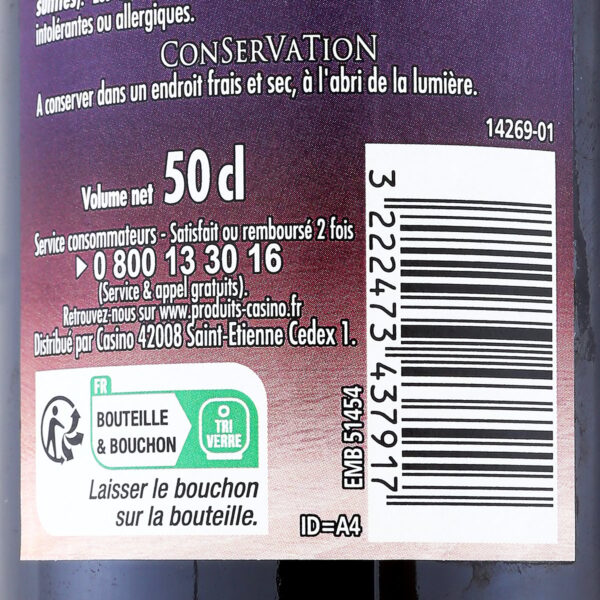 intolérantes ou allergiques.
CONSERVATION
A conserver dans un endroit frais et sec, à l'abri de la lumière.
14269-01
Volume net 50 cl
Service consommateurs - Satisfait ou remboursé 2 fois
0 800 13 30 16
(Service & appel gratuits).
Retrouvez-nous sur www.produits-casino.fr
Distribué par Casino 42008 Saint-Etienne Cedex 1.
FR
BOUTEILLE
& BOUCHON
TRI
VERRE
Laisser le bouchon
sur la bouteille.
EMB 51454
ID=A4
3 222473 437917